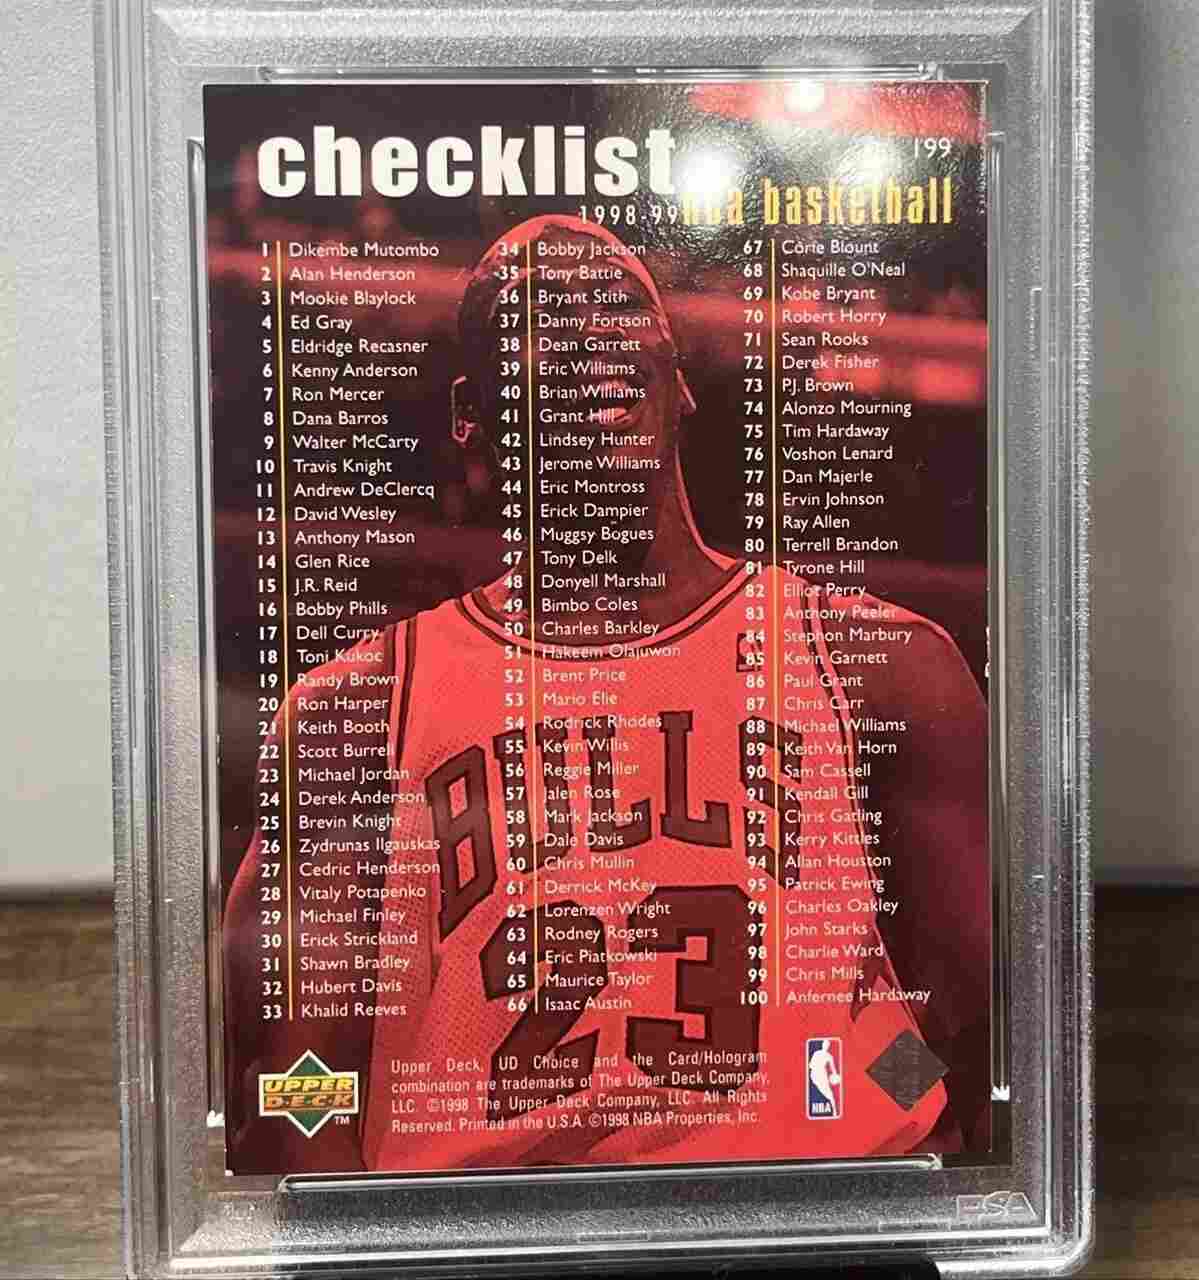 checklist
199
1998-99 nba basketball
1 Dikembe Mutombo
2 Alan Henderson
3 Mookie Blaylock
4 Ed Gray
5 Eldridge Recasner
6 Kenny Anderson
7 Ron Mercer
8 Dana Barros
9 Walter McCarty
10 Travis Knight
11 Andrew DeClercq
12 David Wesley
13 Anthony Mason
14 Glen Rice
15 J.R. Reid
16 Bobby Phills
17 Dell Curry
18 Toni Kukoc
19 Randy Brown
20 Ron Harper
21 Keith Booth
22 Scott Burrell
23 Michael Jordan
24 Derek Anderson
25 Brevin Knight
26 Zydrunas Ilgauskas
27 Cedric Henderson
28 Vitaly Potapenko
29 Michael Finley
30 Erick Strickland
31 Shawn Bradley
32 Hubert Davis
33 Khalid Reeves
34 Bobby Jackson
35 Tony Battie
36 Bryant Stith
37 Danny Fortson
38 Dean Garrett
39 Eric Williams
40 Brian Williams
41 Grant Hill
42 Lindsey Hunter
43 Jerome Williams
44 Eric Montross
45 Erick Dampier
46 Muggsy Bogues
47 Tony Delk
48 Donyell Marshall
49 Bimbo Coles
50 Charles Barkley
51 Hakeem Olajuwon
52 Brent Price
53 Mario Elie
54 Rodrick Rhodes
55 Kevin Willis
56 Reggie Miller
57 Jalen Rose
58 Mark Jackson
59 Dale Davis
60 Chris Mullin
61 Derrick McKey
62 Lorenzen Wright
63 Rodney Rogers
64 Eric Piatkowski
65 Maurice Taylor
66 Isaac Austin
67 Corie Blount
68 Shaquille O'Neal
69 Kobe Bryant
70 Robert Horry
71 Sean Rooks
72 Derek Fisher
73 P.J. Brown
74 Alonzo Mourning
75 Tim Hardaway
76 Voshon Lenard
77 Dan Majerle
78 Ervin Johnson
79 Ray Allen
80 Terrell Brandon
81 Tyrone Hill
82 Elliot Perry
83 Anthony Peeler
84 Stephon Marbury
85 Kevin Garnett
86 Paul Grant
87 Chris Carr
88 Michael Williams
89 Keith Van Horn
90 Sam Cassell
91 Kendall Gill
92 Chris Gatling
93 Kerry Kittles
94 Allan Houston
95 Patrick Ewing
96 Charles Oakley
97 John Starks
98 Charlie Ward
99 Chris Mills
100 Anfernee Hardaway
BULLS
23
UPPER
DECK
TM
Upper Deck, UD Choice and the Card/Hologram
combination are trademarks of The Upper Deck Company,
LLC. ©1998 The Upper Deck Company, LLC. All Rights
Reserved. Printed in the U.S.A. ©1998 NBA Properties, Inc.
NBA
PSA